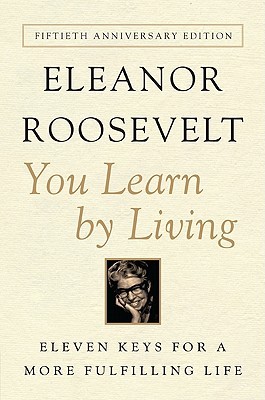 FIFTIETH ANNIVERSARY EDITION
ELEANOR
ROOSEVELT
You Learn
by Living
ELEVEN KEYS FOR A
MORE FULFILLING LIFE